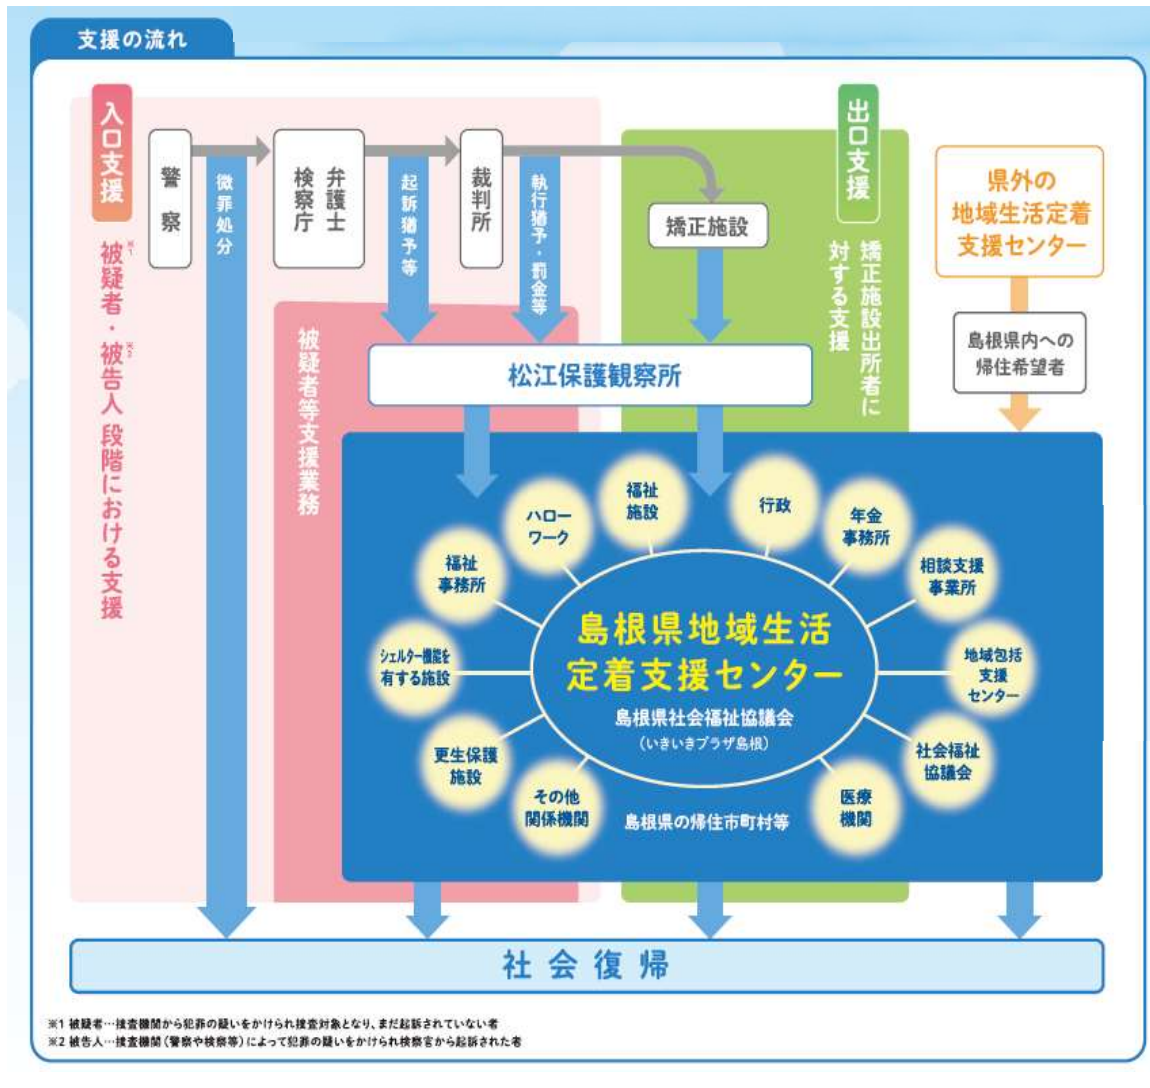 支援の流れ
入口支援
被疑者※1・被告人※2 段階における支援
警察
微罪処分
弁護士
検察庁
起訴猶予等
裁判所
執行猶予・罰金等
出口支援
矯正施設出所者に
対する支援
矯正施設
県外の
地域生活定着
支援センター
島根県内への
帰住希望者
被疑者等支援業務
松江保護観察所
福祉
施設
行政
ハロー
ワーク
年金
事務所
福祉
事務所
相談支援
事業所
シェルター機能を
有する施設
地域包括
支援
センター
更生保護
施設
社会福祉
協議会
その他
関係機関
医療
機関
島根県地域生活
定着支援センター
島根県社会福祉協議会
(いきいきプラザ島根)
島根県の帰住市町村等
社会復帰
※1 被疑者…捜査機関から犯罪の疑いをかけられ捜査対象となり、まだ起訴されていない者
※2 被告人…捜査機関(警察や検察等)によって犯罪の疑いをかけられ検察官から起訴された者